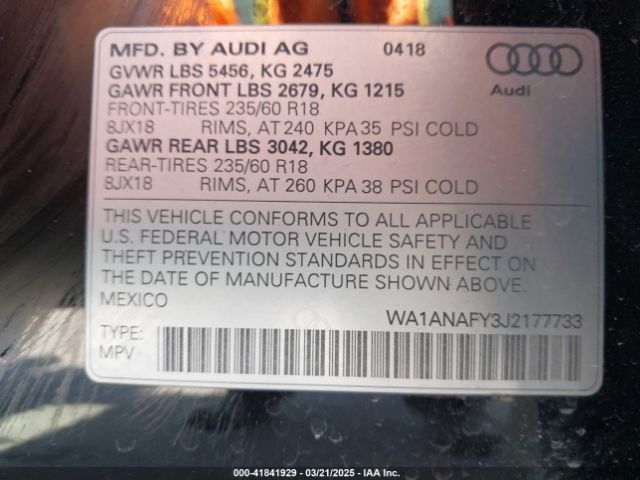 MFD. BY AUDI AG 0418
GVWR LBS 5456, KG 2475
GAWR FRONT LBS 2679, KG 1215
Audi
FRONT-TIRES 235/60 R18
8JX18 RIMS, AT 240 KPA 35 PSI COLD
GAWR REAR LBS 3042, KG 1380
REAR-TIRES 235/60 R18
8JX18 RIMS, AT 260 KPA 38 PSI COLD
THIS VEHICLE CONFORMS TO ALL APPLICABLE
U.S. FEDERAL MOTOR VEHICLE SAFETY AND
THEFT PREVENTION STANDARDS IN EFFECT ON
THE DATE OF MANUFACTURE SHOWN ABOVE.
MEXICO
WA1ANAFY3J2177733
TYPE:
MPV
000-41841929 - 03/21/2025 - IAA Inc.